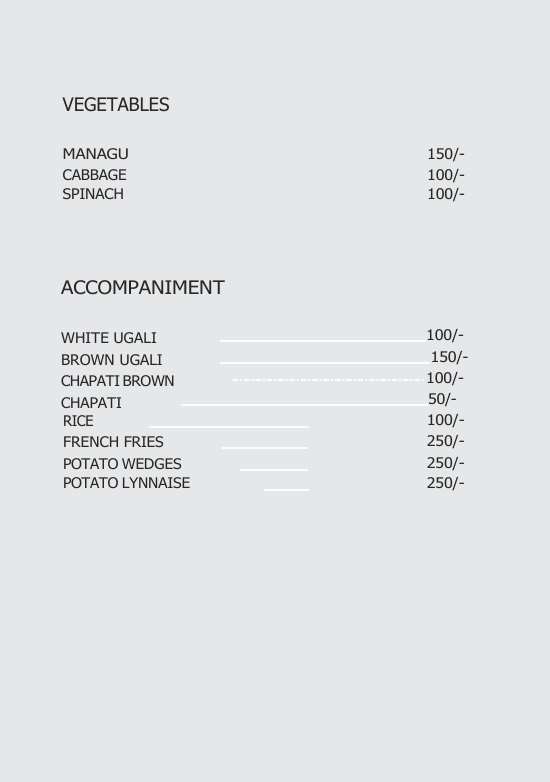 VEGETABLES
MANAGU 150/-
CABBAGE 100/-
SPINACH 100/-
ACCOMPANIMENT
WHITE UGALI 100/-
BROWN UGALI 150/-
CHAPATI BROWN 100/-
CHAPATI 50/-
RICE 100/-
FRENCH FRIES 250/-
POTATO WEDGES 250/-
POTATO LYNNAISE 250/-